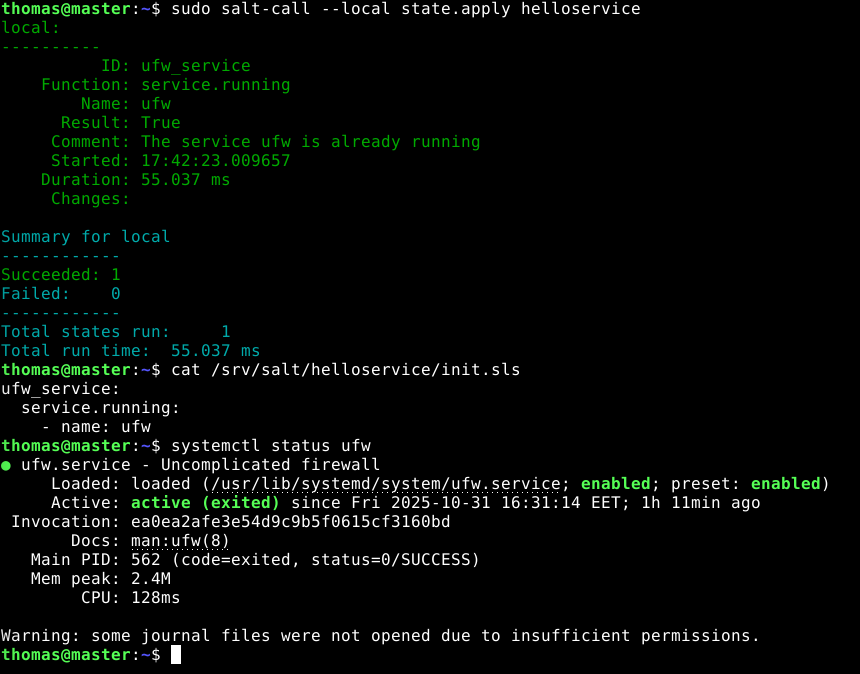 thomas@master:~$ sudo salt-call --local state.apply helloservice
local:
----------
          ID: ufw_service
    Function: service.running
        Name: ufw
      Result: True
     Comment: The service ufw is already running
     Started: 17:42:23.009657
    Duration: 55.037 ms
     Changes:

Summary for local
------------
Succeeded: 1
Failed:    0
------------
Total states run:     1
Total run time:  55.037 ms
thomas@master:~$ cat /srv/salt/helloservice/init.sls
ufw_service:
  service.running:
    - name: ufw
thomas@master:~$ systemctl status ufw
● ufw.service - Uncomplicated firewall
     Loaded: loaded (/usr/lib/systemd/system/ufw.service; enabled; preset: enabled)
     Active: active (exited) since Fri 2025-10-31 16:31:14 EET; 1h 11min ago
 Invocation: ea0ea2afe3e54d9c9b5f0615cf3160bd
       Docs: man:ufw(8)
   Main PID: 562 (code=exited, status=0/SUCCESS)
   Mem peak: 2.4M
        CPU: 128ms

Warning: some journal files were not opened due to insufficient permissions.
thomas@master:~$